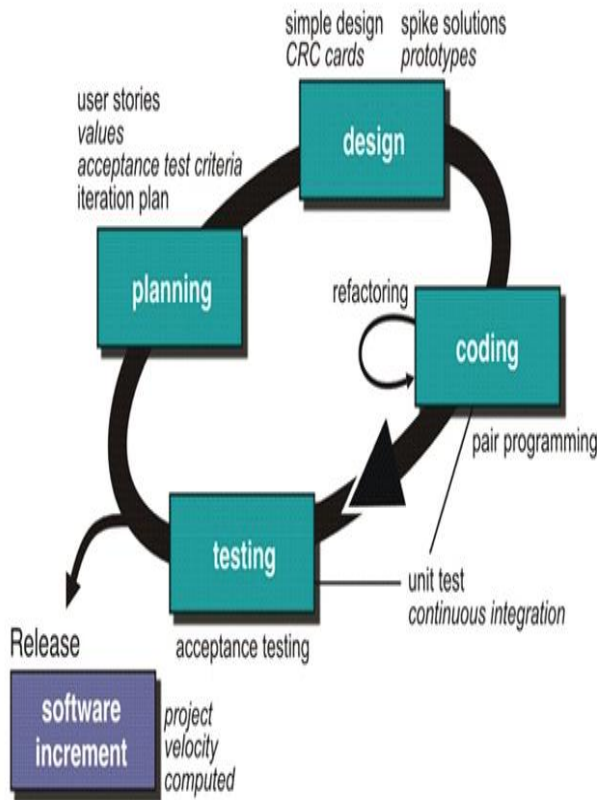 simple design
CRC cards
spike solutions
prototypes
user stories
values
acceptance test criteria
iteration plan
design
planning
refactoring
coding
pair programming
testing
unit test
continuous integration
acceptance testing
Release
software
increment
project
velocity
computed